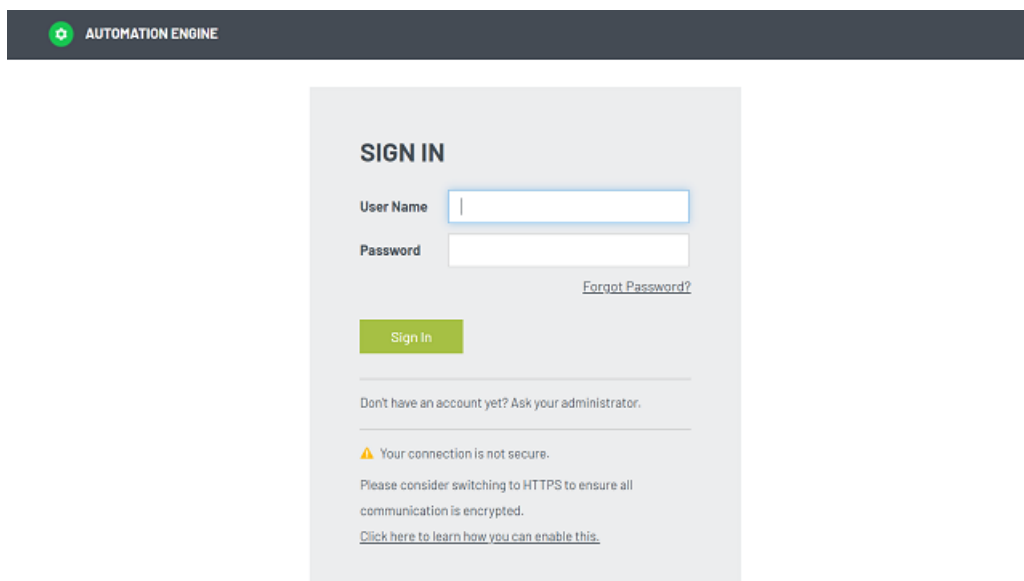 AUTOMATION ENGINE
SIGN IN
User Name
Password
Forgot Password?
Sign In
Don't have an account yet? Ask your administrator.
Your connection is not secure.
Please consider switching to HTTPS to ensure all
communication is encrypted.
Click here to learn how you can enable this.